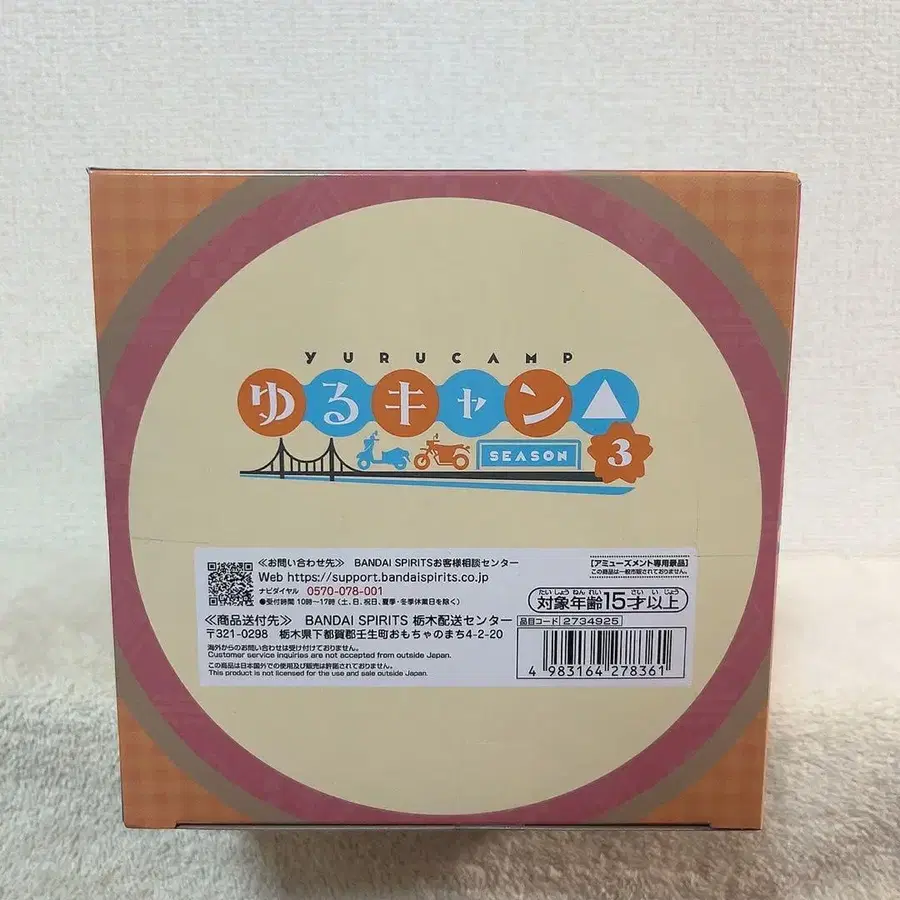 YURUCAMP
ゆるキャン△
SEASON 3
≪お問い合わせ先≫ BANDAI SPIRITSお客様相談センター
Web https://support.bandaispirits.co.jp
ナビダイヤル 0570-078-001
●受付時間 10時〜17時 (土、日、祝日、夏季・冬季休業日を除く)
≪商品送付先≫ BANDAI SPIRITS 栃木配送センター
〒321-0298 栃木県下都賀郡壬生町おもちゃのまち4-2-20
海外からのお問い合わせは受け付けておりません。
Customer service inquiries are not accepted from outside Japan.
この商品は日本国外での使用及び販売は許諾されておりません。
This product is not licensed for the use and sale outside Japan.
【アミューズメント専用景品】
この商品は一般市販されておりません。
たいしょうねんれい さいいじょう
対象年齢15才以上
品目コード 2734925
4 983164 278361